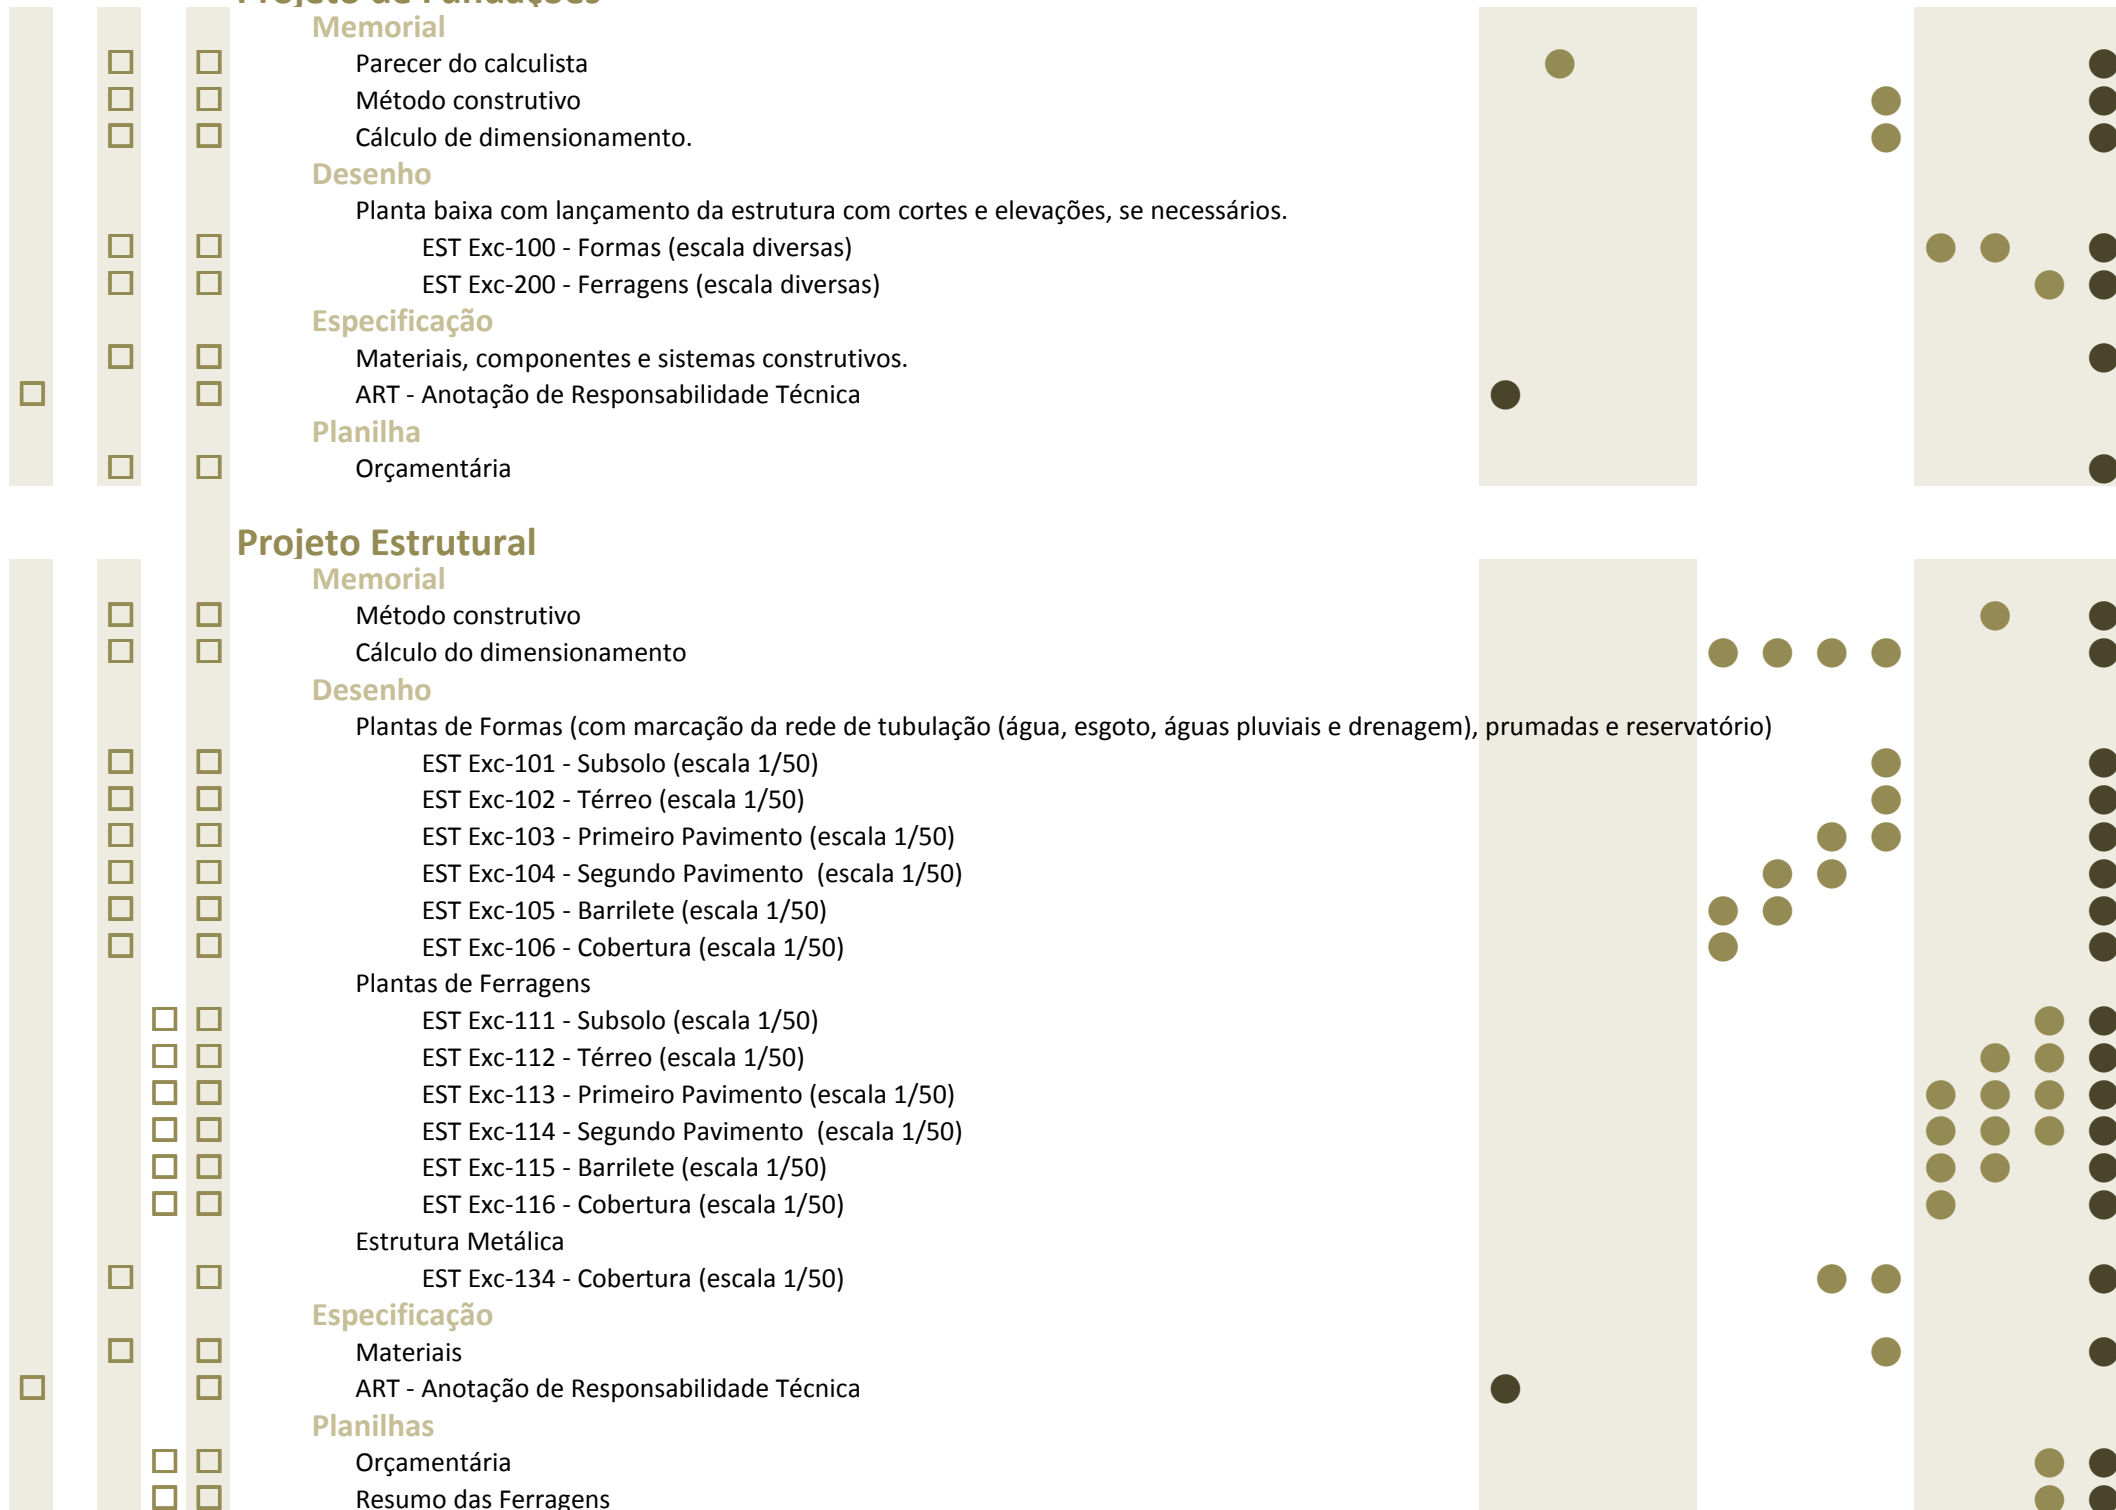 Projeto de Fundações
Memorial
Parecer do calculista
Método construtivo
Cálculo de dimensionamento.
Desenho
Planta baixa com lançamento da estrutura com cortes e elevações, se necessários.
EST Exc-100 - Formas (escala diversas)
EST Exc-200 - Ferragens (escala diversas)
Especificação
Materiais, componentes e sistemas construtivos.
ART - Anotação de Responsabilidade Técnica
Planilha
Orçamentária
Projeto Estrutural
Memorial
Método construtivo
Cálculo do dimensionamento
Desenho
Plantas de Formas (com marcação da rede de tubulação (água, esgoto, águas pluviais e drenagem), prumadas e reservatório)
EST Exc-101 - Subsolo (escala 1/50)
EST Exc-102 - Térreo (escala 1/50)
EST Exc-103 - Primeiro Pavimento (escala 1/50)
EST Exc-104 - Segundo Pavimento  (escala 1/50)
EST Exc-105 - Barrilete (escala 1/50)
EST Exc-106 - Cobertura (escala 1/50)
Plantas de Ferragens
EST Exc-111 - Subsolo (escala 1/50)
EST Exc-112 - Térreo (escala 1/50)
EST Exc-113 - Primeiro Pavimento (escala 1/50)
EST Exc-114 - Segundo Pavimento  (escala 1/50)
EST Exc-115 - Barrilete (escala 1/50)
EST Exc-116 - Cobertura (escala 1/50)
Estrutura Metálica
EST Exc-134 - Cobertura (escala 1/50)
Especificação
Materiais
ART - Anotação de Responsabilidade Técnica
Planilhas
Orçamentária
Resumo das Ferragens